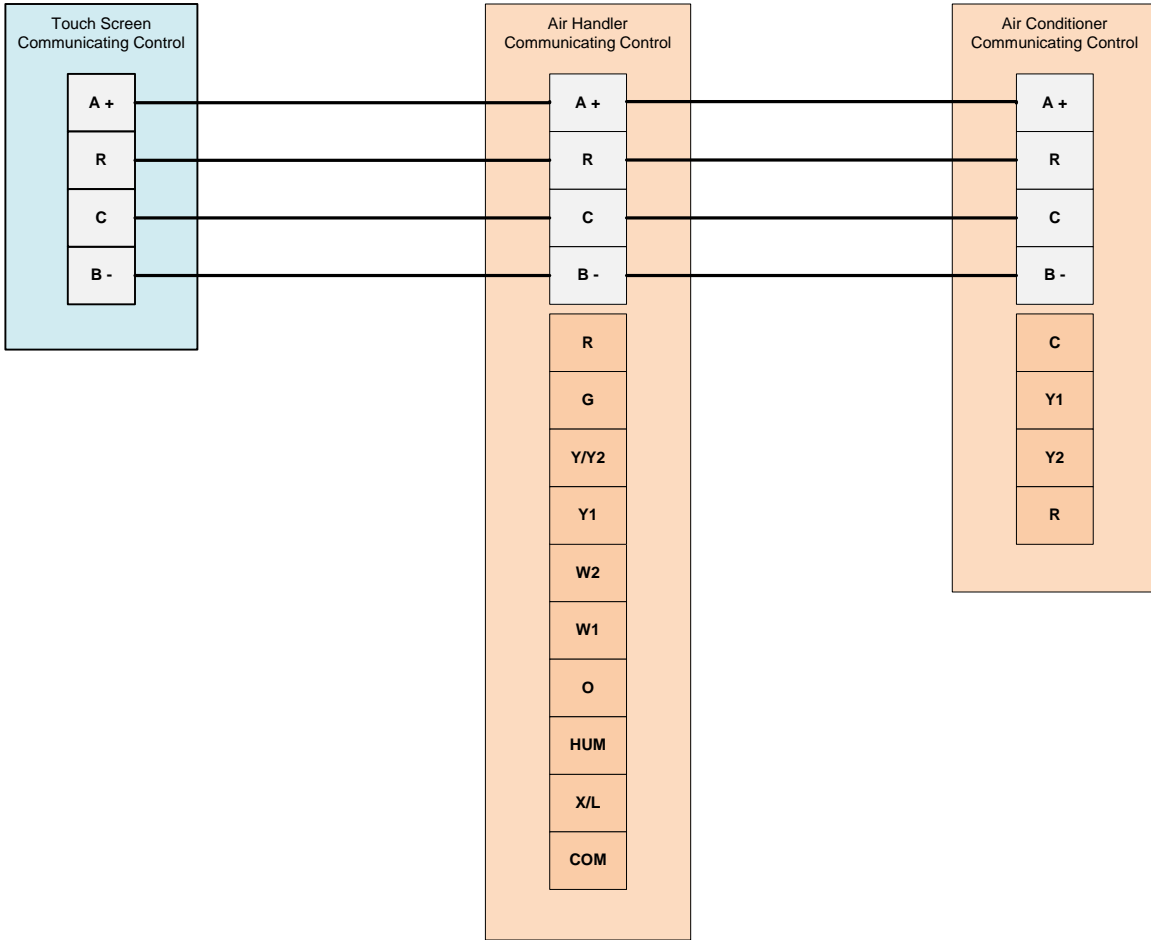 Touch Screen
Communicating Control
A +
R
C
B -
Air Handler
Communicating Control
A +
R
C
B -
R
G
Y/Y2
Y1
W2
W1
O
HUM
X/L
COM
Air Conditioner
Communicating Control
A +
R
C
B -
C
Y1
Y2
R